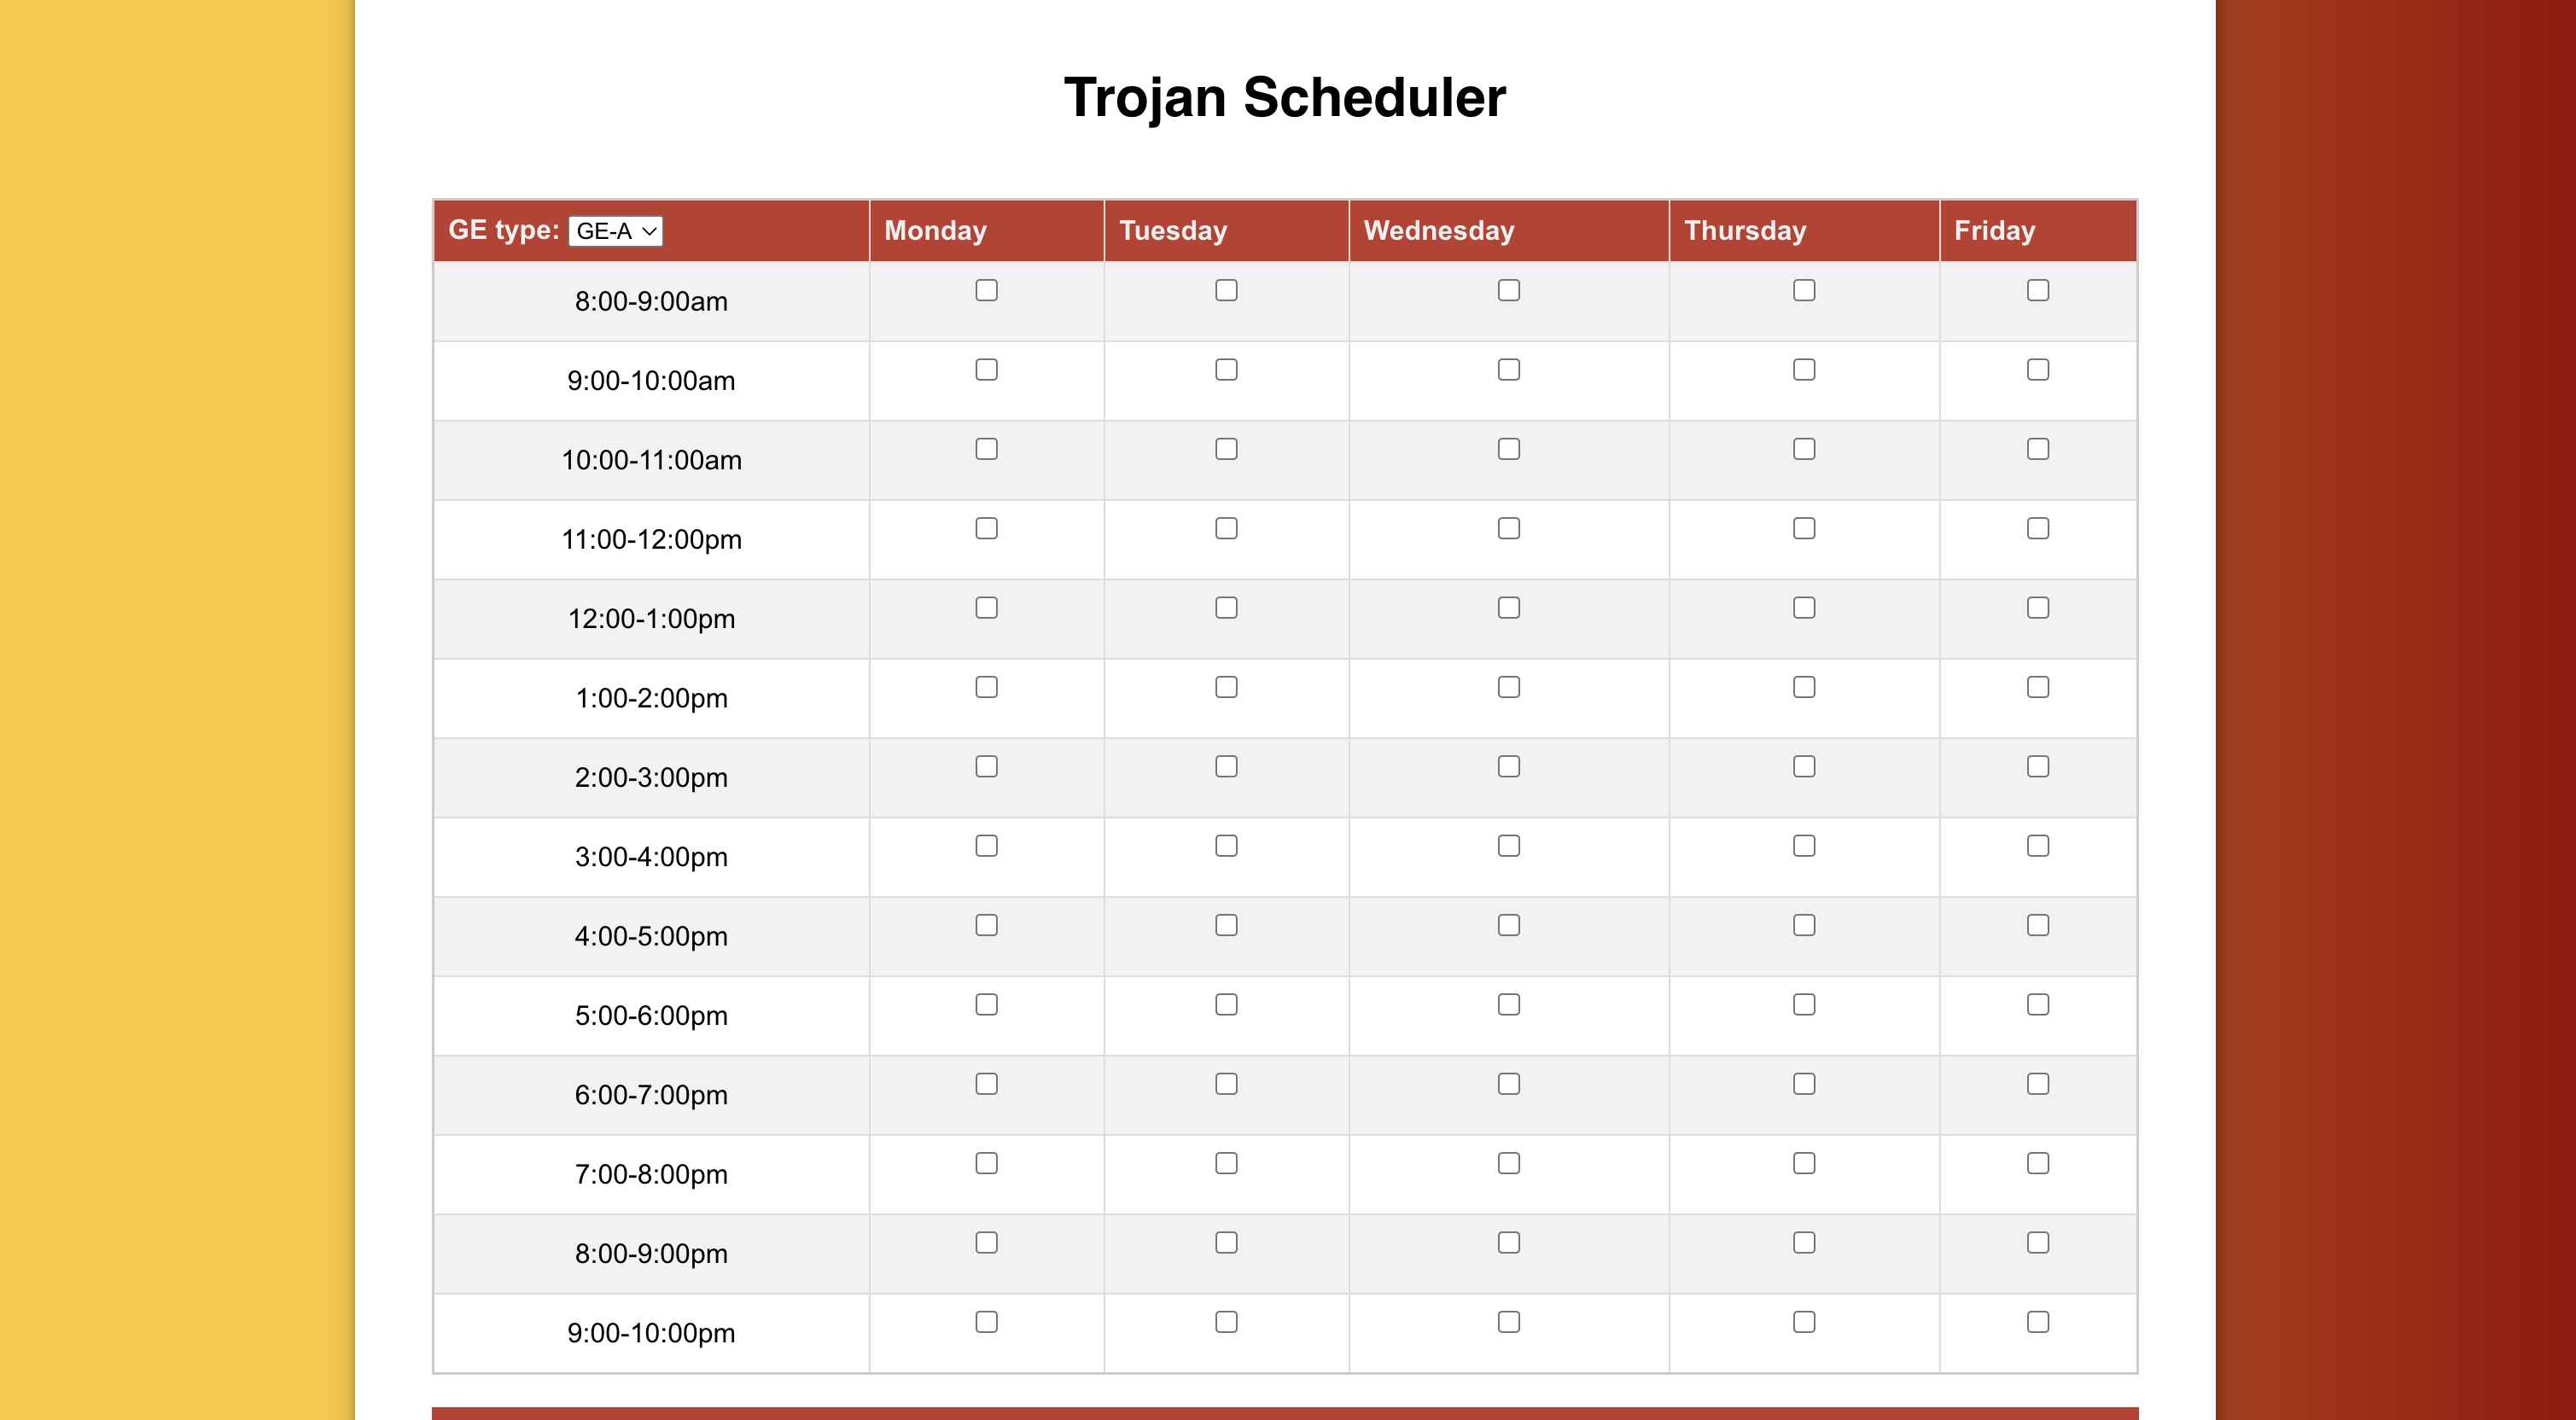 Trojan Scheduler
GE type: GE-A Monday Tuesday Wednesday Thursday Friday
8:00-9:00am
9:00-10:00am
10:00-11:00am
11:00-12:00pm
12:00-1:00pm
1:00-2:00pm
2:00-3:00pm
3:00-4:00pm
4:00-5:00pm
5:00-6:00pm
6:00-7:00pm
7:00-8:00pm
8:00-9:00pm
9:00-10:00pm